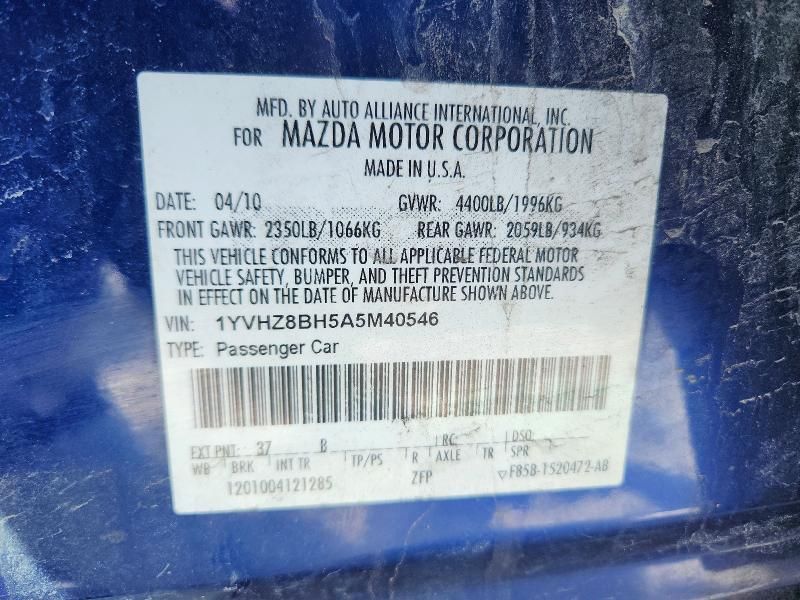 MFD. BY AUTO ALLIANCE INTERNATIONAL, INC.
FOR MAZDA MOTOR CORPORATION
MADE IN U.S.A.
DATE: 04/10 GVWR: 4400LB/1996KG
FRONT GAWR: 2350LB/1066KG REAR GAWR: 2059LB/934KG
THIS VEHICLE CONFORMS TO ALL APPLICABLE FEDERAL MOTOR
VEHICLE SAFETY, BUMPER, AND THEFT PREVENTION STANDARDS
IN EFFECT ON THE DATE OF MANUFACTURE SHOWN ABOVE.
VIN: 1YVHZ8BH5A5M40546
TYPE: Passenger Car
EXT PNT: 37 B RC: DSO:
WB BRK INT TR TP/PS R AXLE TR SPR
1201004121285 ZFP ▽F85B-1520472-AB